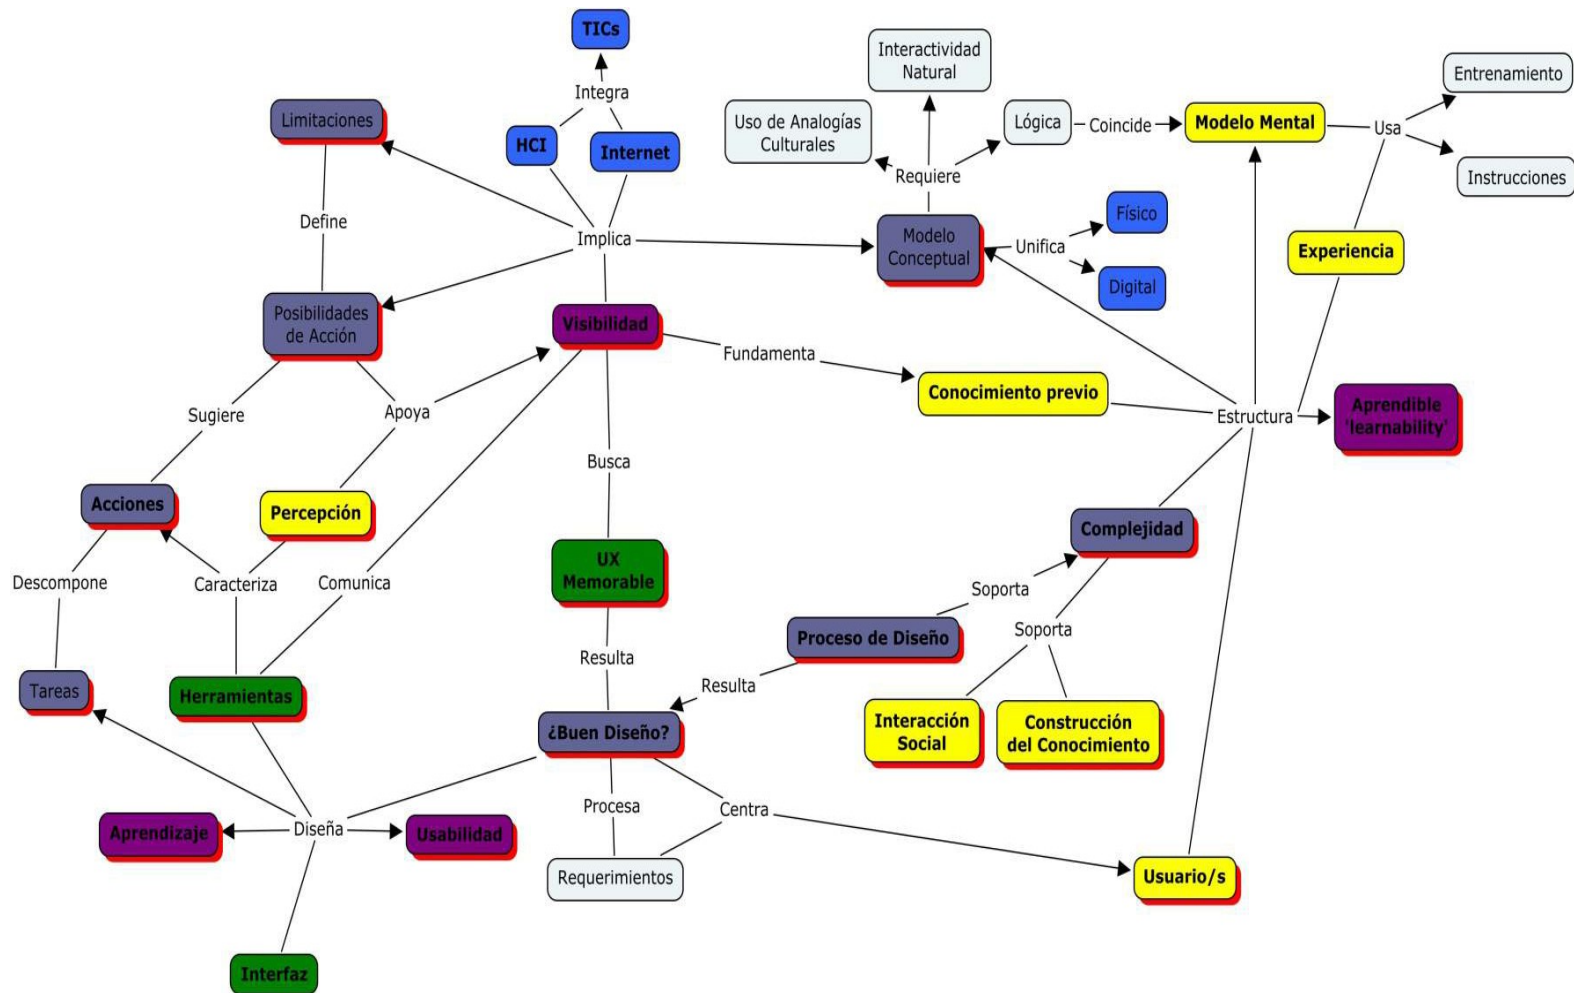 TICs
Interactividad
Natural
Entrenamiento
Integra
Limitaciones
Uso de Analogías
Culturales
Lógica
Coincide
Modelo Mental
Usa
HCI
Internet
Requiere
Instrucciones
Define
Implica
Modelo
Conceptual
Unifica
Físico
Experiencia
Digital
Posibilidades
de Acción
Visibilidad
Fundamenta
Conocimiento previo
Sugiere
Apoya
Estructura
Aprendible
'learnability'
Busca
Acciones
Percepción
Complejidad
Descompone
Caracteriza
Comunica
UX
Memorable
Soporta
Proceso de Diseño
Soporta
Resulta
Tareas
Herramientas
Resulta
Interacción
Social
Construcción
del Conocimiento
¿Buen Diseño?
Procesa
Centra
Aprendizaje
Diseña
Usabilidad
Requerimientos
Usuario/s
Interfaz